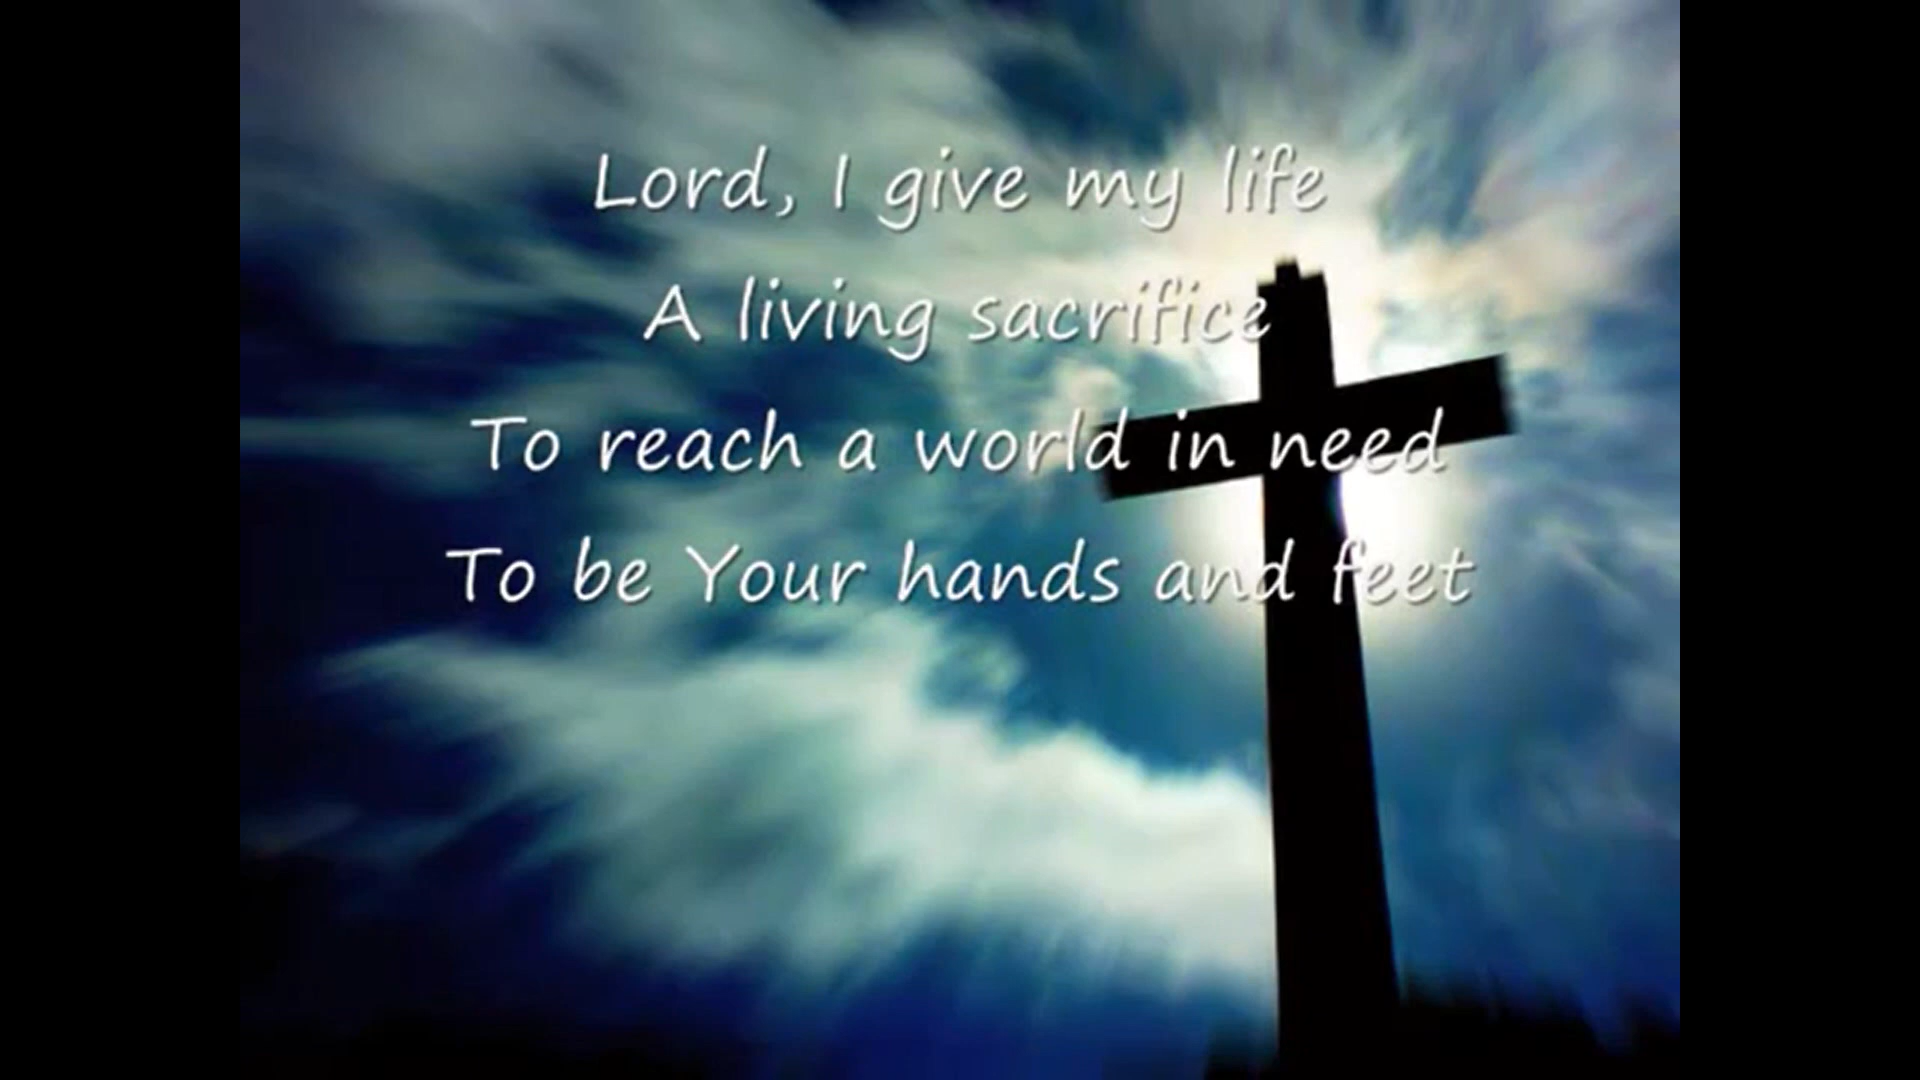 Lord, I give my life
A living sacrifice
To reach a world in need
To be Your hands and feet